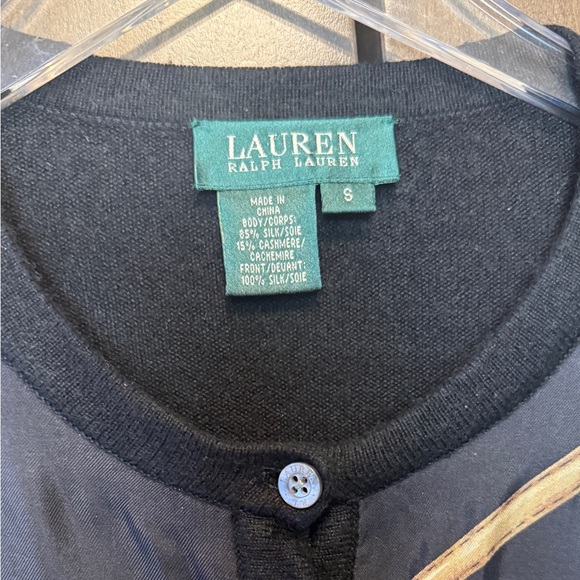 LAUREN
RALPH LAUREN
S
MADE IN
CHINA
BODY/CORPS:
85% SILK/SOIE
15% CASHMERE/
CACHEMIRE
FRONT/DEVANT:
100% SILK/SOIE
LAUREN